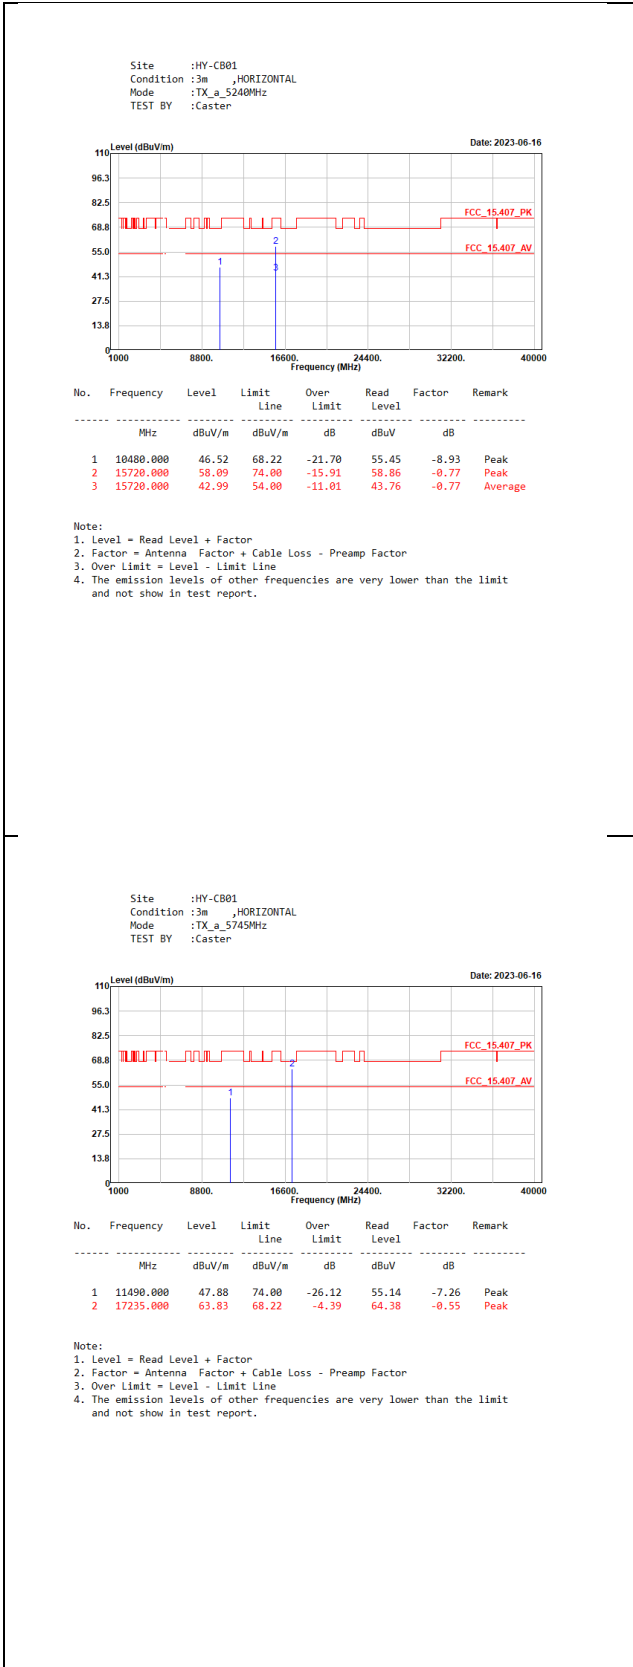 Site      :HY-CB01
Condition :3m    ,HORIZONTAL
Mode      :TX_a_5240MHz
TEST BY   :Caster
Level (dBuV/m) Date: 2023-06-16
110
96.3
82.5
FCC_15.407_PK
68.8
2
55.0 FCC_15.407_AV
1
3
41.3
27.5
13.8
0
1000 8800. 16600. 24400. 32200. 40000
Frequency (MHz)
No. Frequency Level Limit Over Read Factor Remark
Line Limit Level
------ ----------- -------- --------- --------- --------- -------- ---------
MHz dBuV/m dBuV/m dB dBuV dB
1 10480.000 46.52 68.22 -21.70 55.45 -8.93 Peak
2 15720.000 58.09 74.00 -15.91 58.86 -0.77 Peak
3 15720.000 42.99 54.00 -11.01 43.76 -0.77 Average
Note:
1. Level = Read Level + Factor
2. Factor = Antenna  Factor + Cable Loss - Preamp Factor
3. Over Limit = Level - Limit Line
4. The emission levels of other frequencies are very lower than the limit
and not show in test report.
Site      :HY-CB01
Condition :3m    ,HORIZONTAL
Mode      :TX_a_5745MHz
TEST BY   :Caster
Level (dBuV/m) Date: 2023-06-16
110
96.3
82.5
FCC_15.407_PK
68.8
2
55.0 FCC_15.407_AV
1
41.3
27.5
13.8
0
1000 8800. 16600. 24400. 32200. 40000
Frequency (MHz)
No. Frequency Level Limit Over Read Factor Remark
Line Limit Level
------ ----------- -------- --------- --------- --------- -------- ---------
MHz dBuV/m dBuV/m dB dBuV dB
1 11490.000 47.88 74.00 -26.12 55.14 -7.26 Peak
2 17235.000 63.83 68.22 -4.39 64.38 -0.55 Peak
Note:
1. Level = Read Level + Factor
2. Factor = Antenna  Factor + Cable Loss - Preamp Factor
3. Over Limit = Level - Limit Line
4. The emission levels of other frequencies are very lower than the limit
and not show in test report.